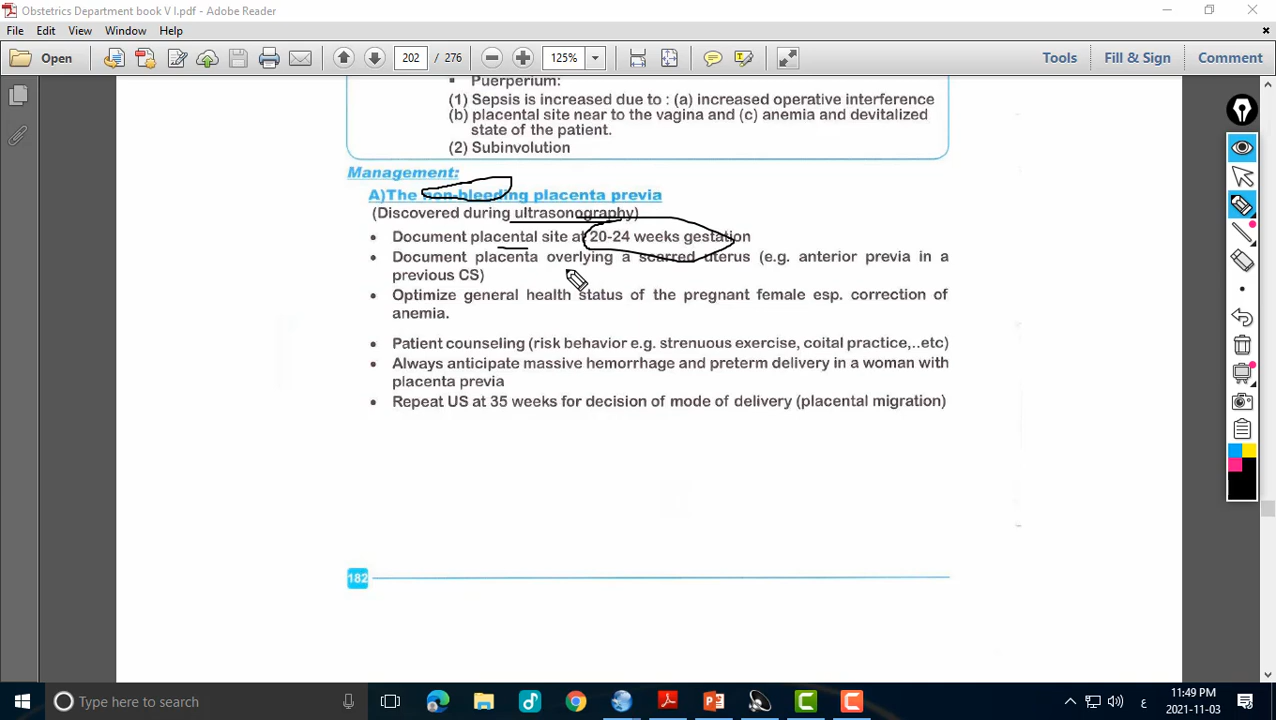 Obstetrics Department book V I.pdf - Adobe Reader
File Edit View Window Help
Open 202 / 276 125% Tools Fill & Sign Comment
Puerperium:
(1) Sepsis is increased due to : (a) increased operative interference
(b) placental site near to the vagina and (c) anemia and devitalized
state of the patient.
(2) Subinvolution
Management:
A)The non-bleeding placenta previa
(Discovered during ultrasonography)
• Document placental site at 20-24 weeks gestation
• Document placenta overlying a scarred uterus (e.g. anterior previa in a
previous CS)
• Optimize general health status of the pregnant female esp. correction of
anemia.
• Patient counseling (risk behavior e.g. strenuous exercise, coital practice,..etc)
• Always anticipate massive hemorrhage and preterm delivery in a woman with
placenta previa
• Repeat US at 35 weeks for decision of mode of delivery (placental migration)
182
Type here to search
ع 11:49 PM
2021-11-03